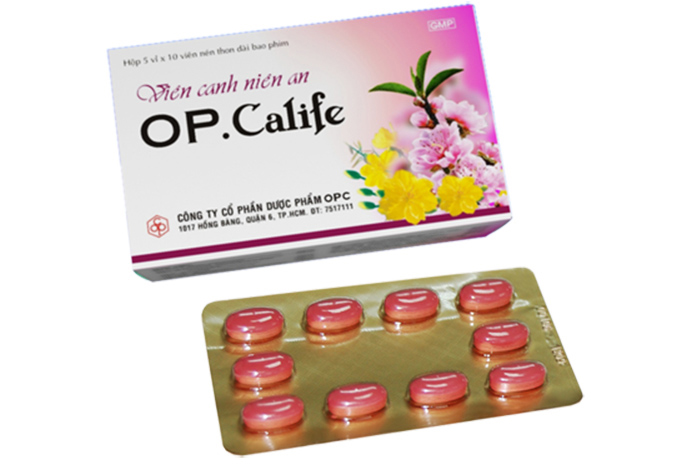 GMP
Hộp 5 vỉ x 10 viên nén thon dài bao phim
Viên canh niên an
OP.Calife
CÔNG TY CỔ PHẦN DƯỢC PHẨM OPC
1017 HỒNG BÀNG, QUẬN 6, TP.HCM. ĐT: 7517111